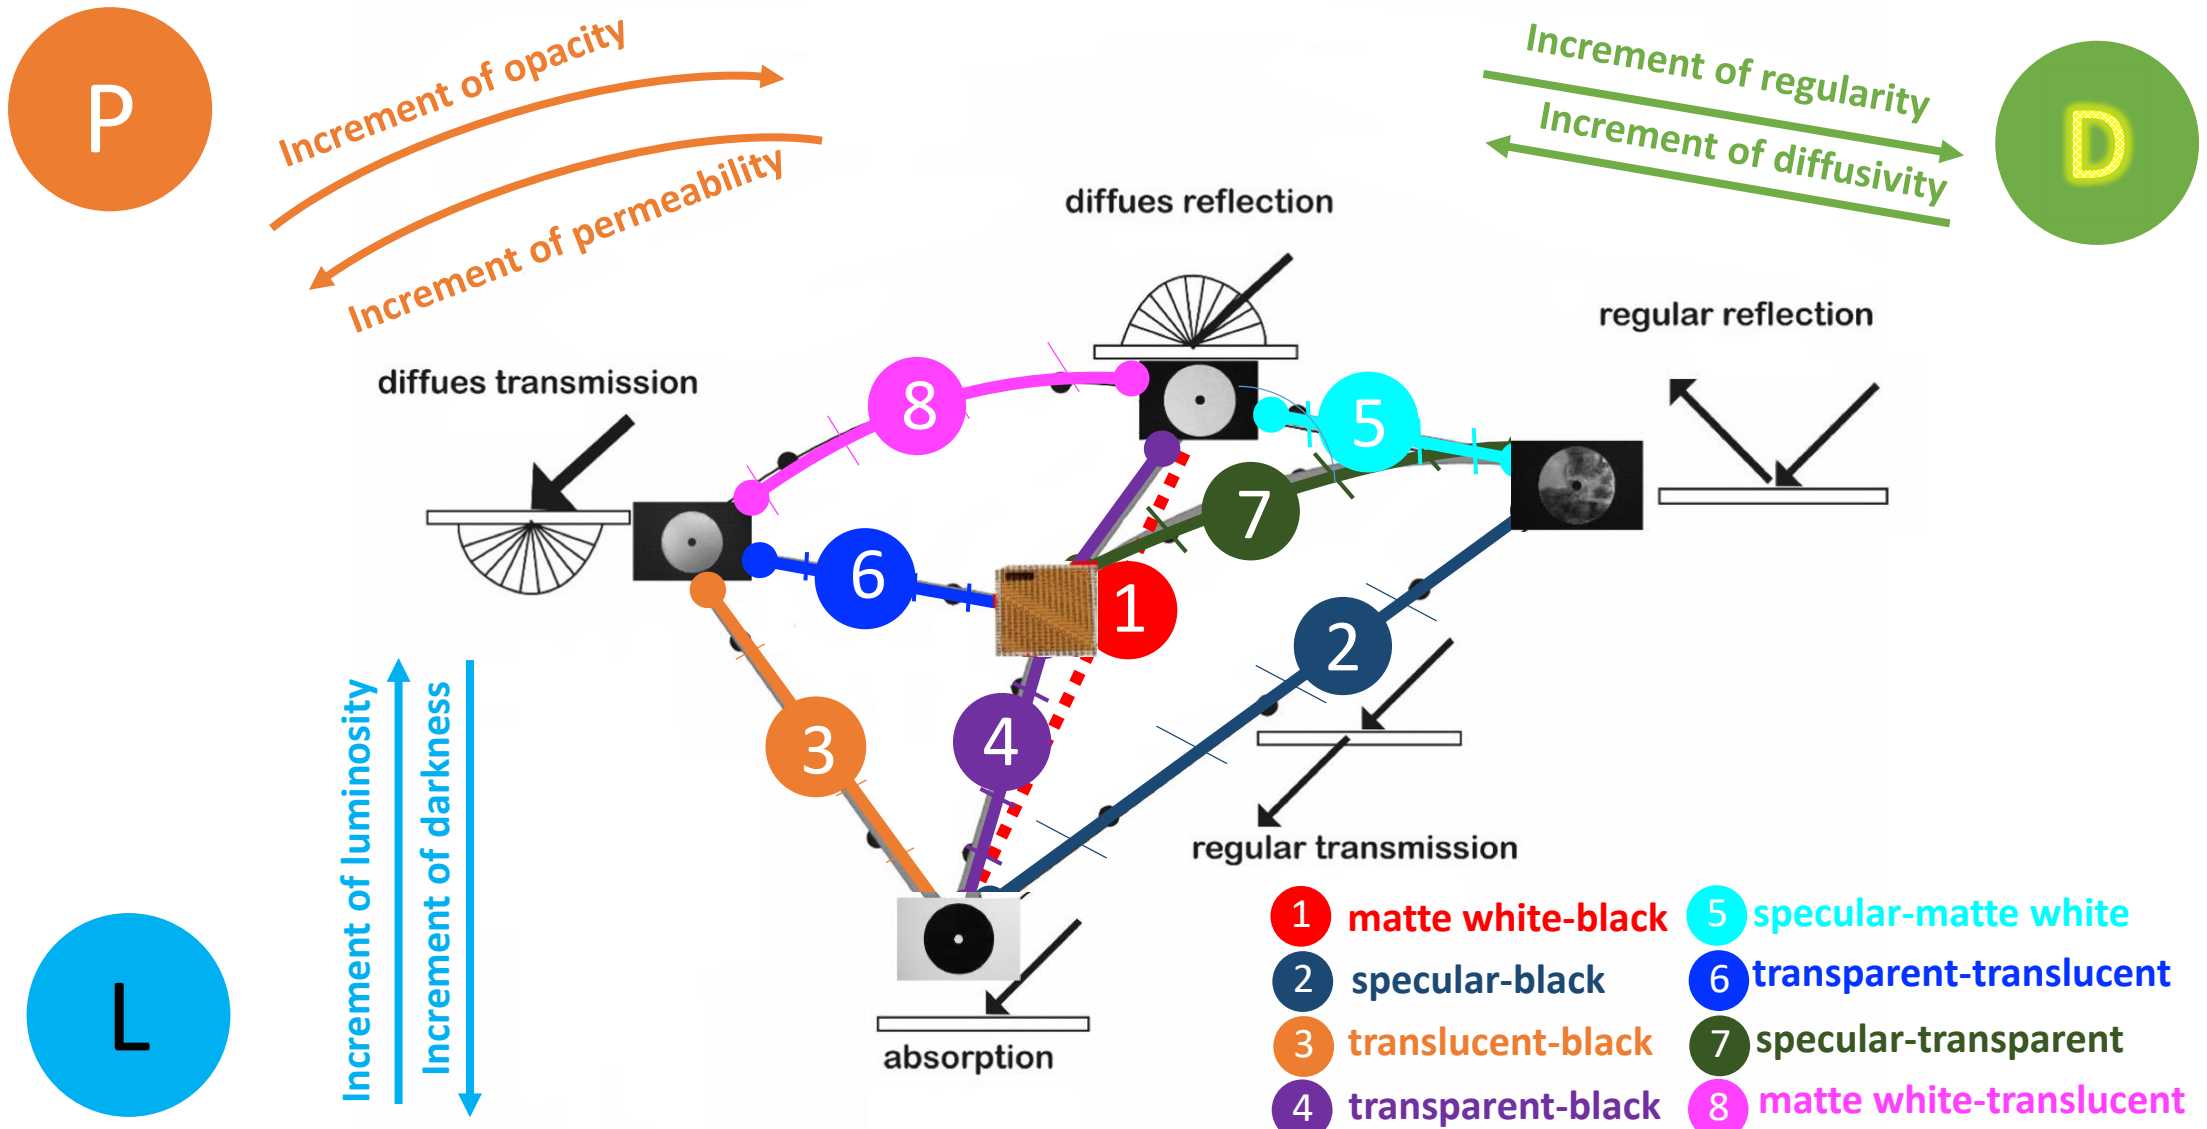 P
Increment of opacity
Increment of permeability
Increment of regularity
Increment of diffusivity
D
diffues reflection
regular reflection
diffues transmission
8
5
7
6
1
2
3
4
regular transmission
absorption
Increment of luminosity
Increment of darkness
L
1 matte white-black
2 specular-black
3 translucent-black
4 transparent-black
5 specular-matte white
6 transparent-translucent
7 specular-transparent
8 matte white-translucent